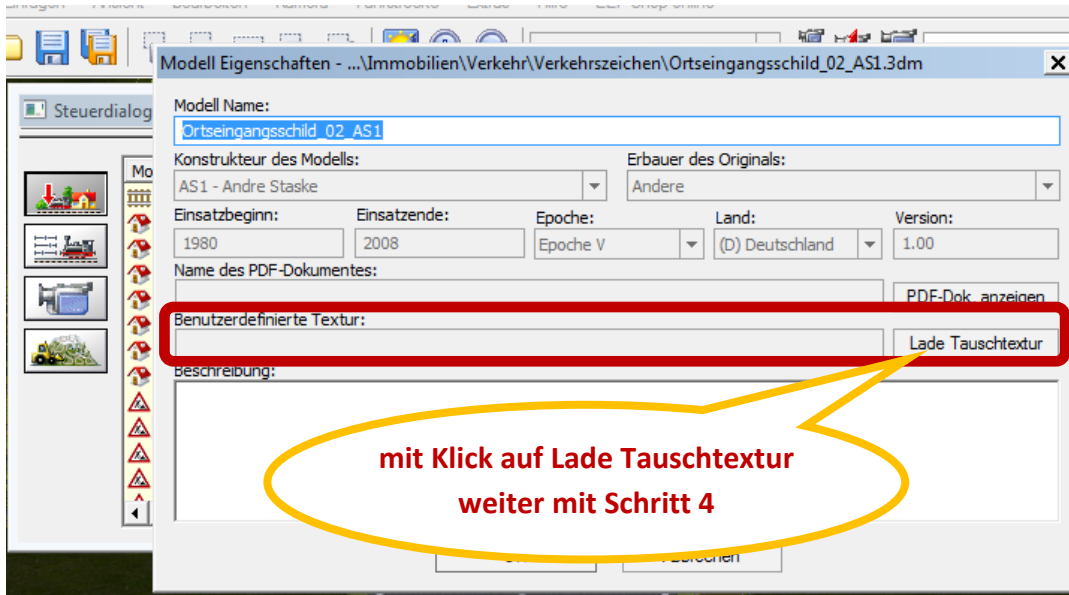 Modell Eigenschaften - ...\Immobilien\Verkehr\Verkehrszeichen\Ortseingangsschild_02_AS1.3dm
Steuerdialog
Modell Name:
Ortseingangsschild_02_AS1
Mo
Konstrukteur des Modells: Erbauer des Originals:
AS1 - Andre Staske Andere
Einsatzbeginn: Einsatzende: Epoche: Land: Version:
1980 2008 Epoche V (D) Deutschland 1.00
Name des PDF-Dokumentes:
PDF-Dok. anzeigen
Benutzerdefinierte Textur:
Lade Tauschtextur
Beschreibung:
mit Klick auf Lade Tauschtextur
weiter mit Schritt 4